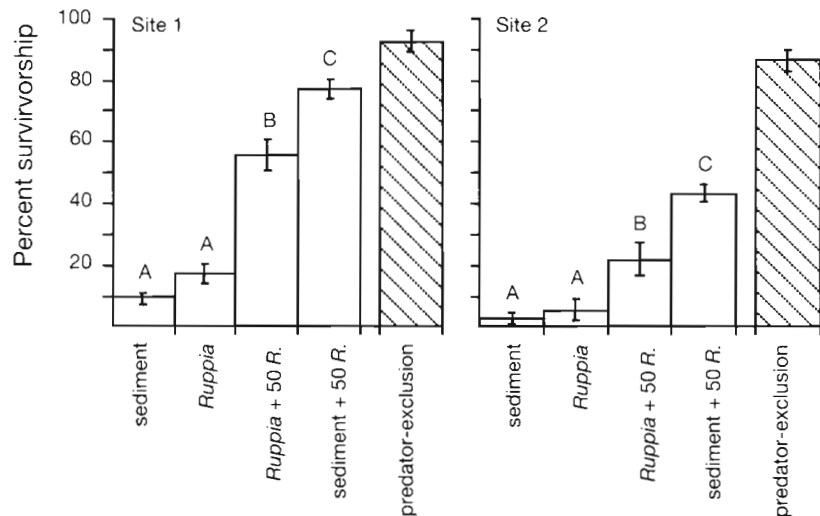 Site 1
Site 2
Percent survirvorship
100
80
60
40
20
A
A
B
C
A
A
B
C
sediment
Ruppia
Ruppia + 50 R.
sediment + 50 R.
predator-exclusion
sediment
Ruppia
Ruppia + 50 R.
sediment + 50 R.
predator-exclusion